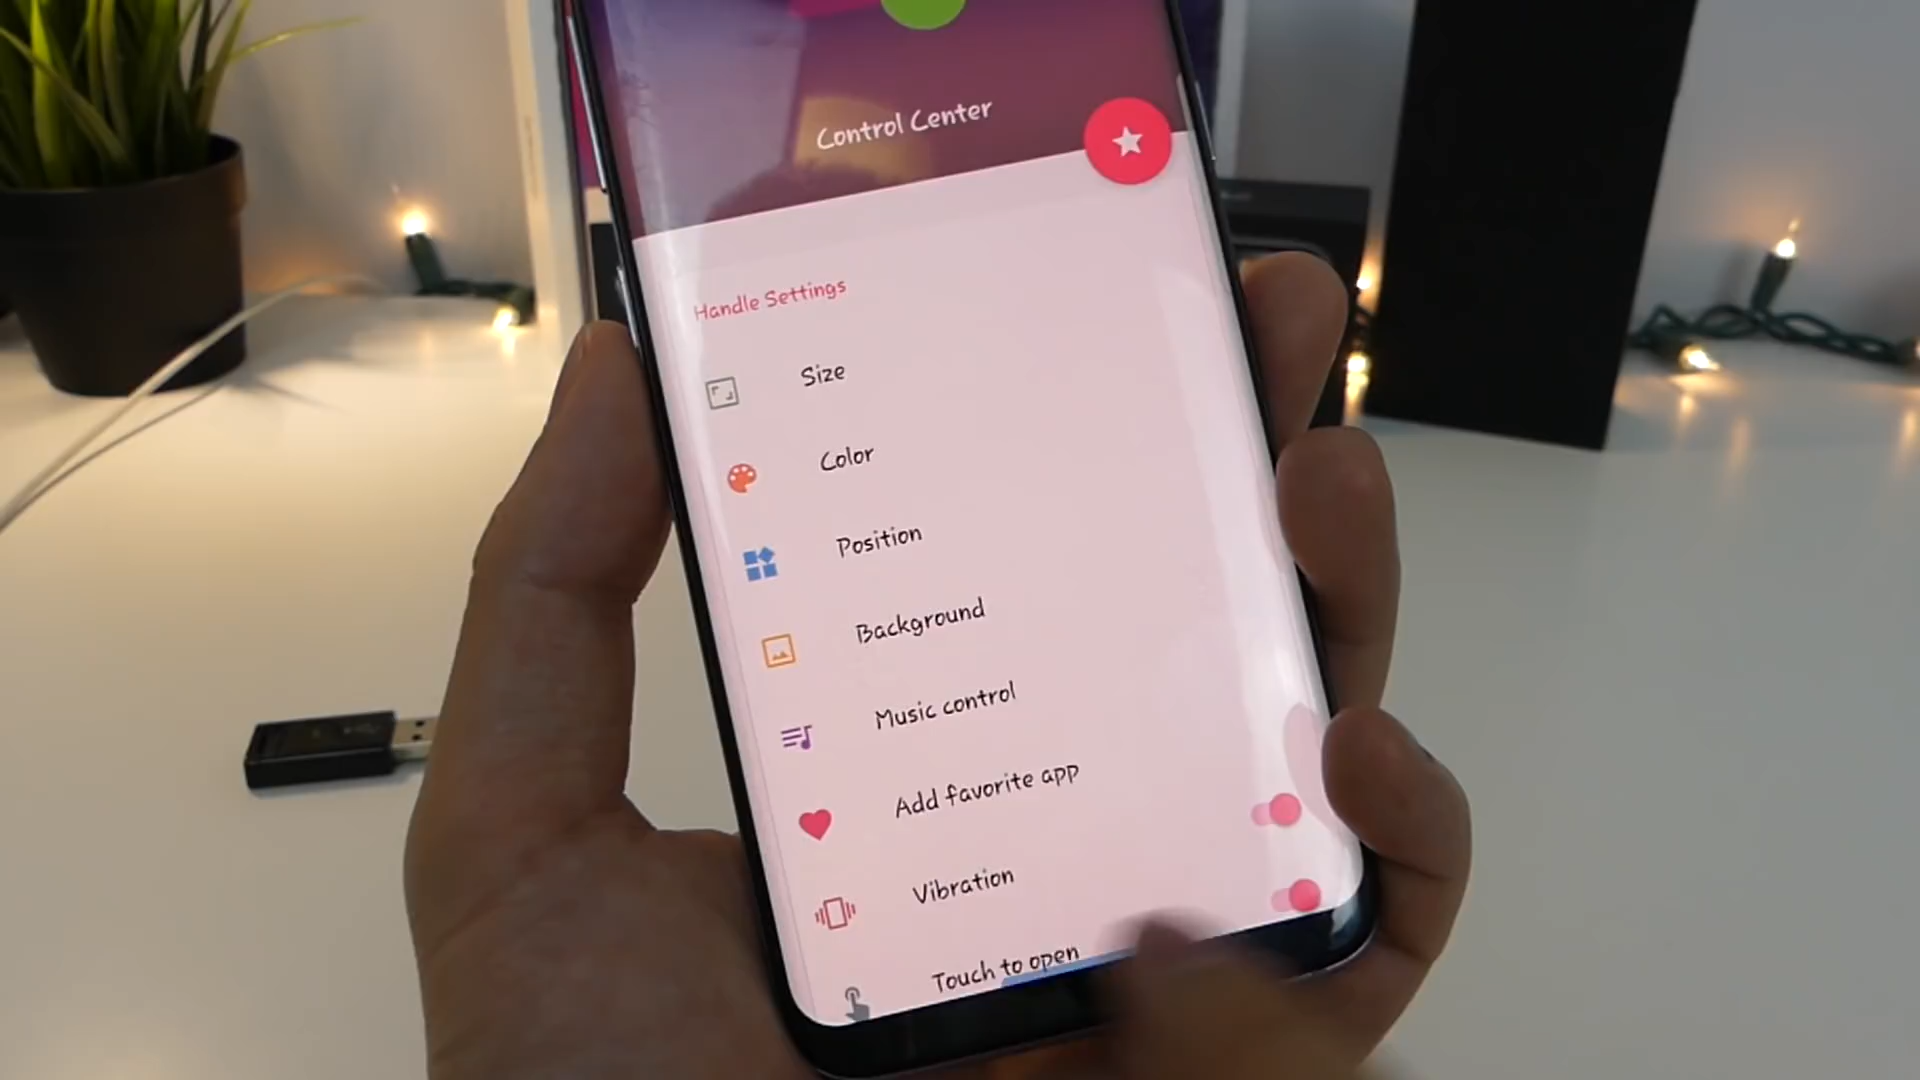 Control Center
Handle Settings
Size
Color
Position
Background
Music control
Add favorite app
Vibration
Touch to open